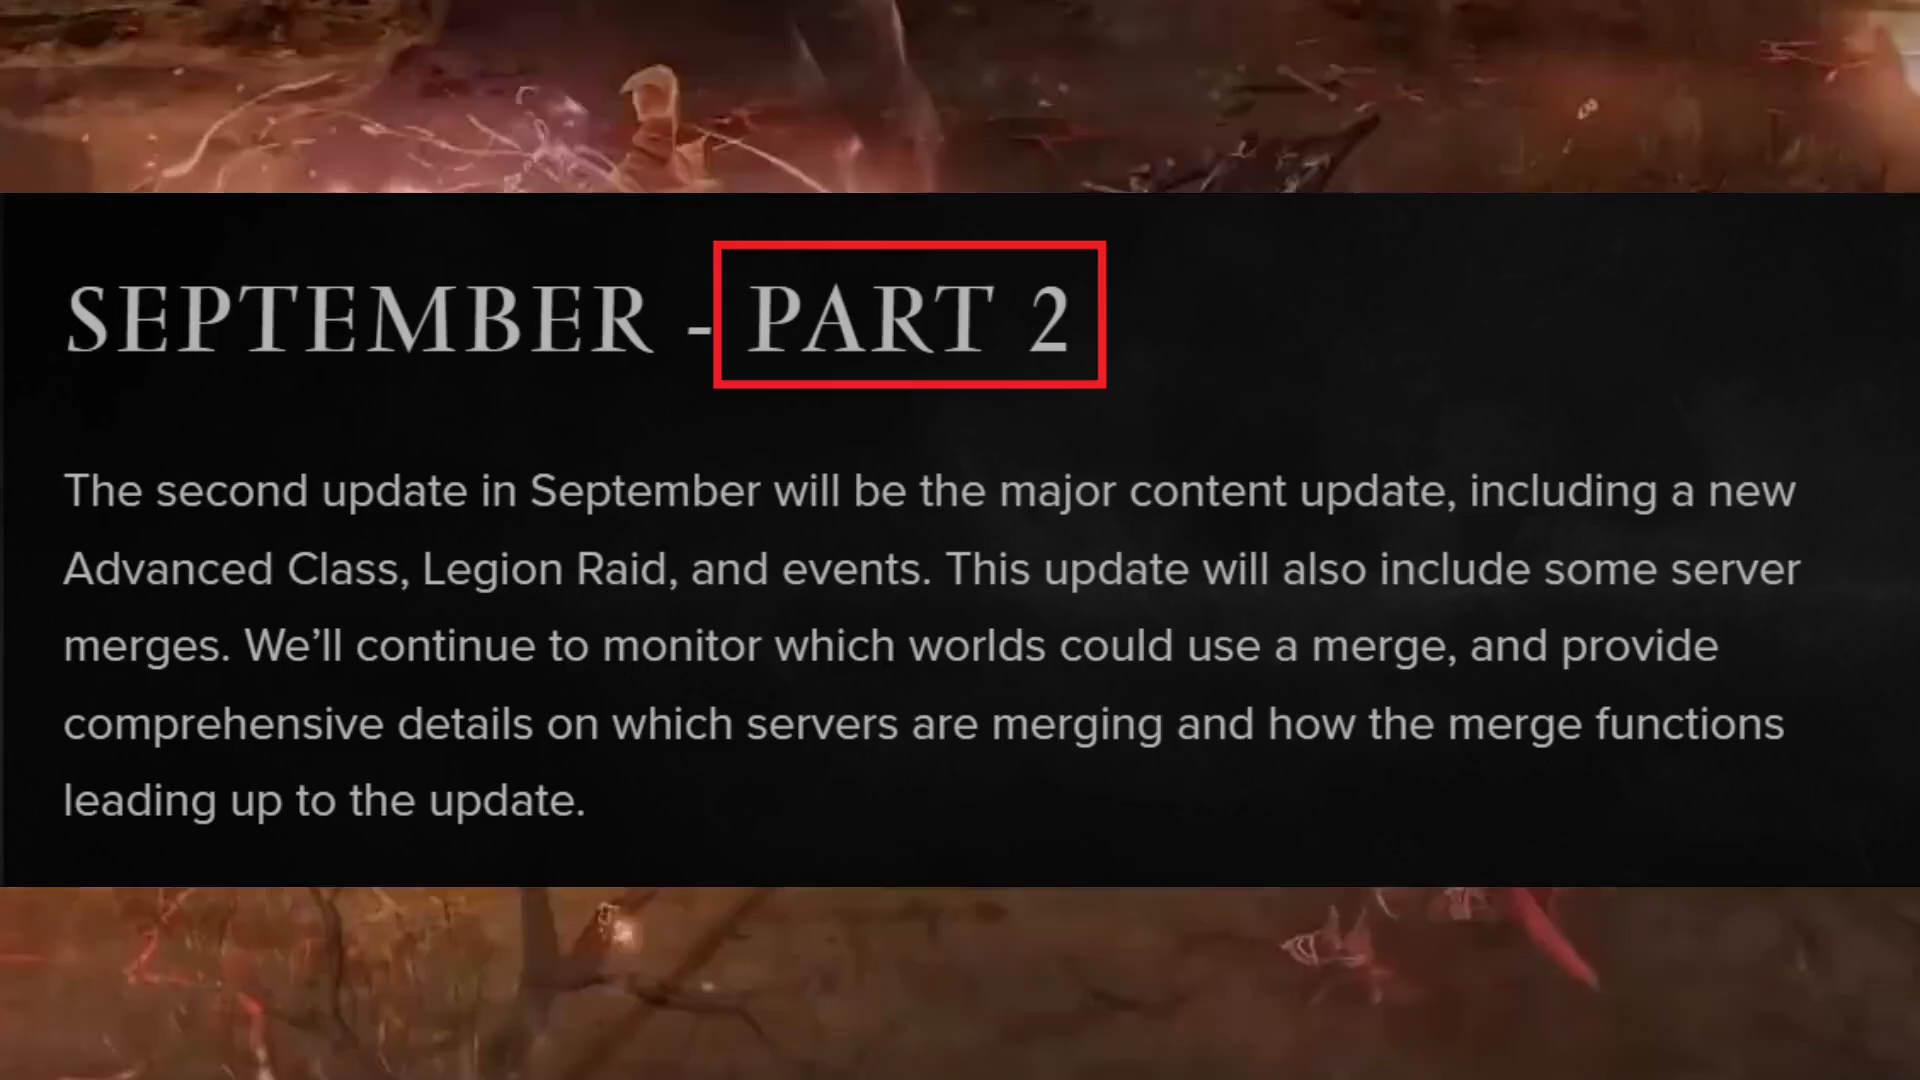 SEPTEMBER - PART 2
The second update in September will be the major content update, including a new
Advanced Class, Legion Raid, and events. This update will also include some server
merges. We’ll continue to monitor which worlds could use a merge, and provide
comprehensive details on which servers are merging and how the merge functions
leading up to the update.